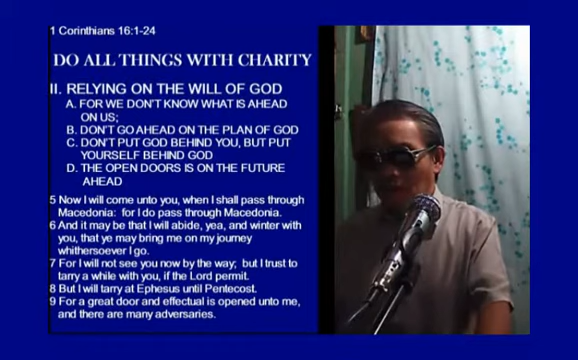 1 Corinthians 16:1-24
DO ALL THINGS WITH CHARITY
II. RELYING ON THE WILL OF GOD
A. FOR WE DON'T KNOW WHAT IS AHEAD
ON US;
B. DON'T GO AHEAD ON THE PLAN OF GOD
C. DON'T PUT GOD BEHIND YOU, BUT PUT
YOURSELF BEHIND GOD
D. THE OPEN DOORS IS ON THE FUTURE
AHEAD
5 Now I will come unto you, when I shall pass through
Macedonia: for I do pass through Macedonia.
6 And it may be that I will abide, yea, and winter with
you, that ye may bring me on my journey
whithersoever I go.
7 For I will not see you now by the way; but I trust to
tarry a while with you, if the Lord permit.
8 But I will tarry at Ephesus until Pentecost.
9 For a great door and effectual is opened unto me,
and there are many adversaries.